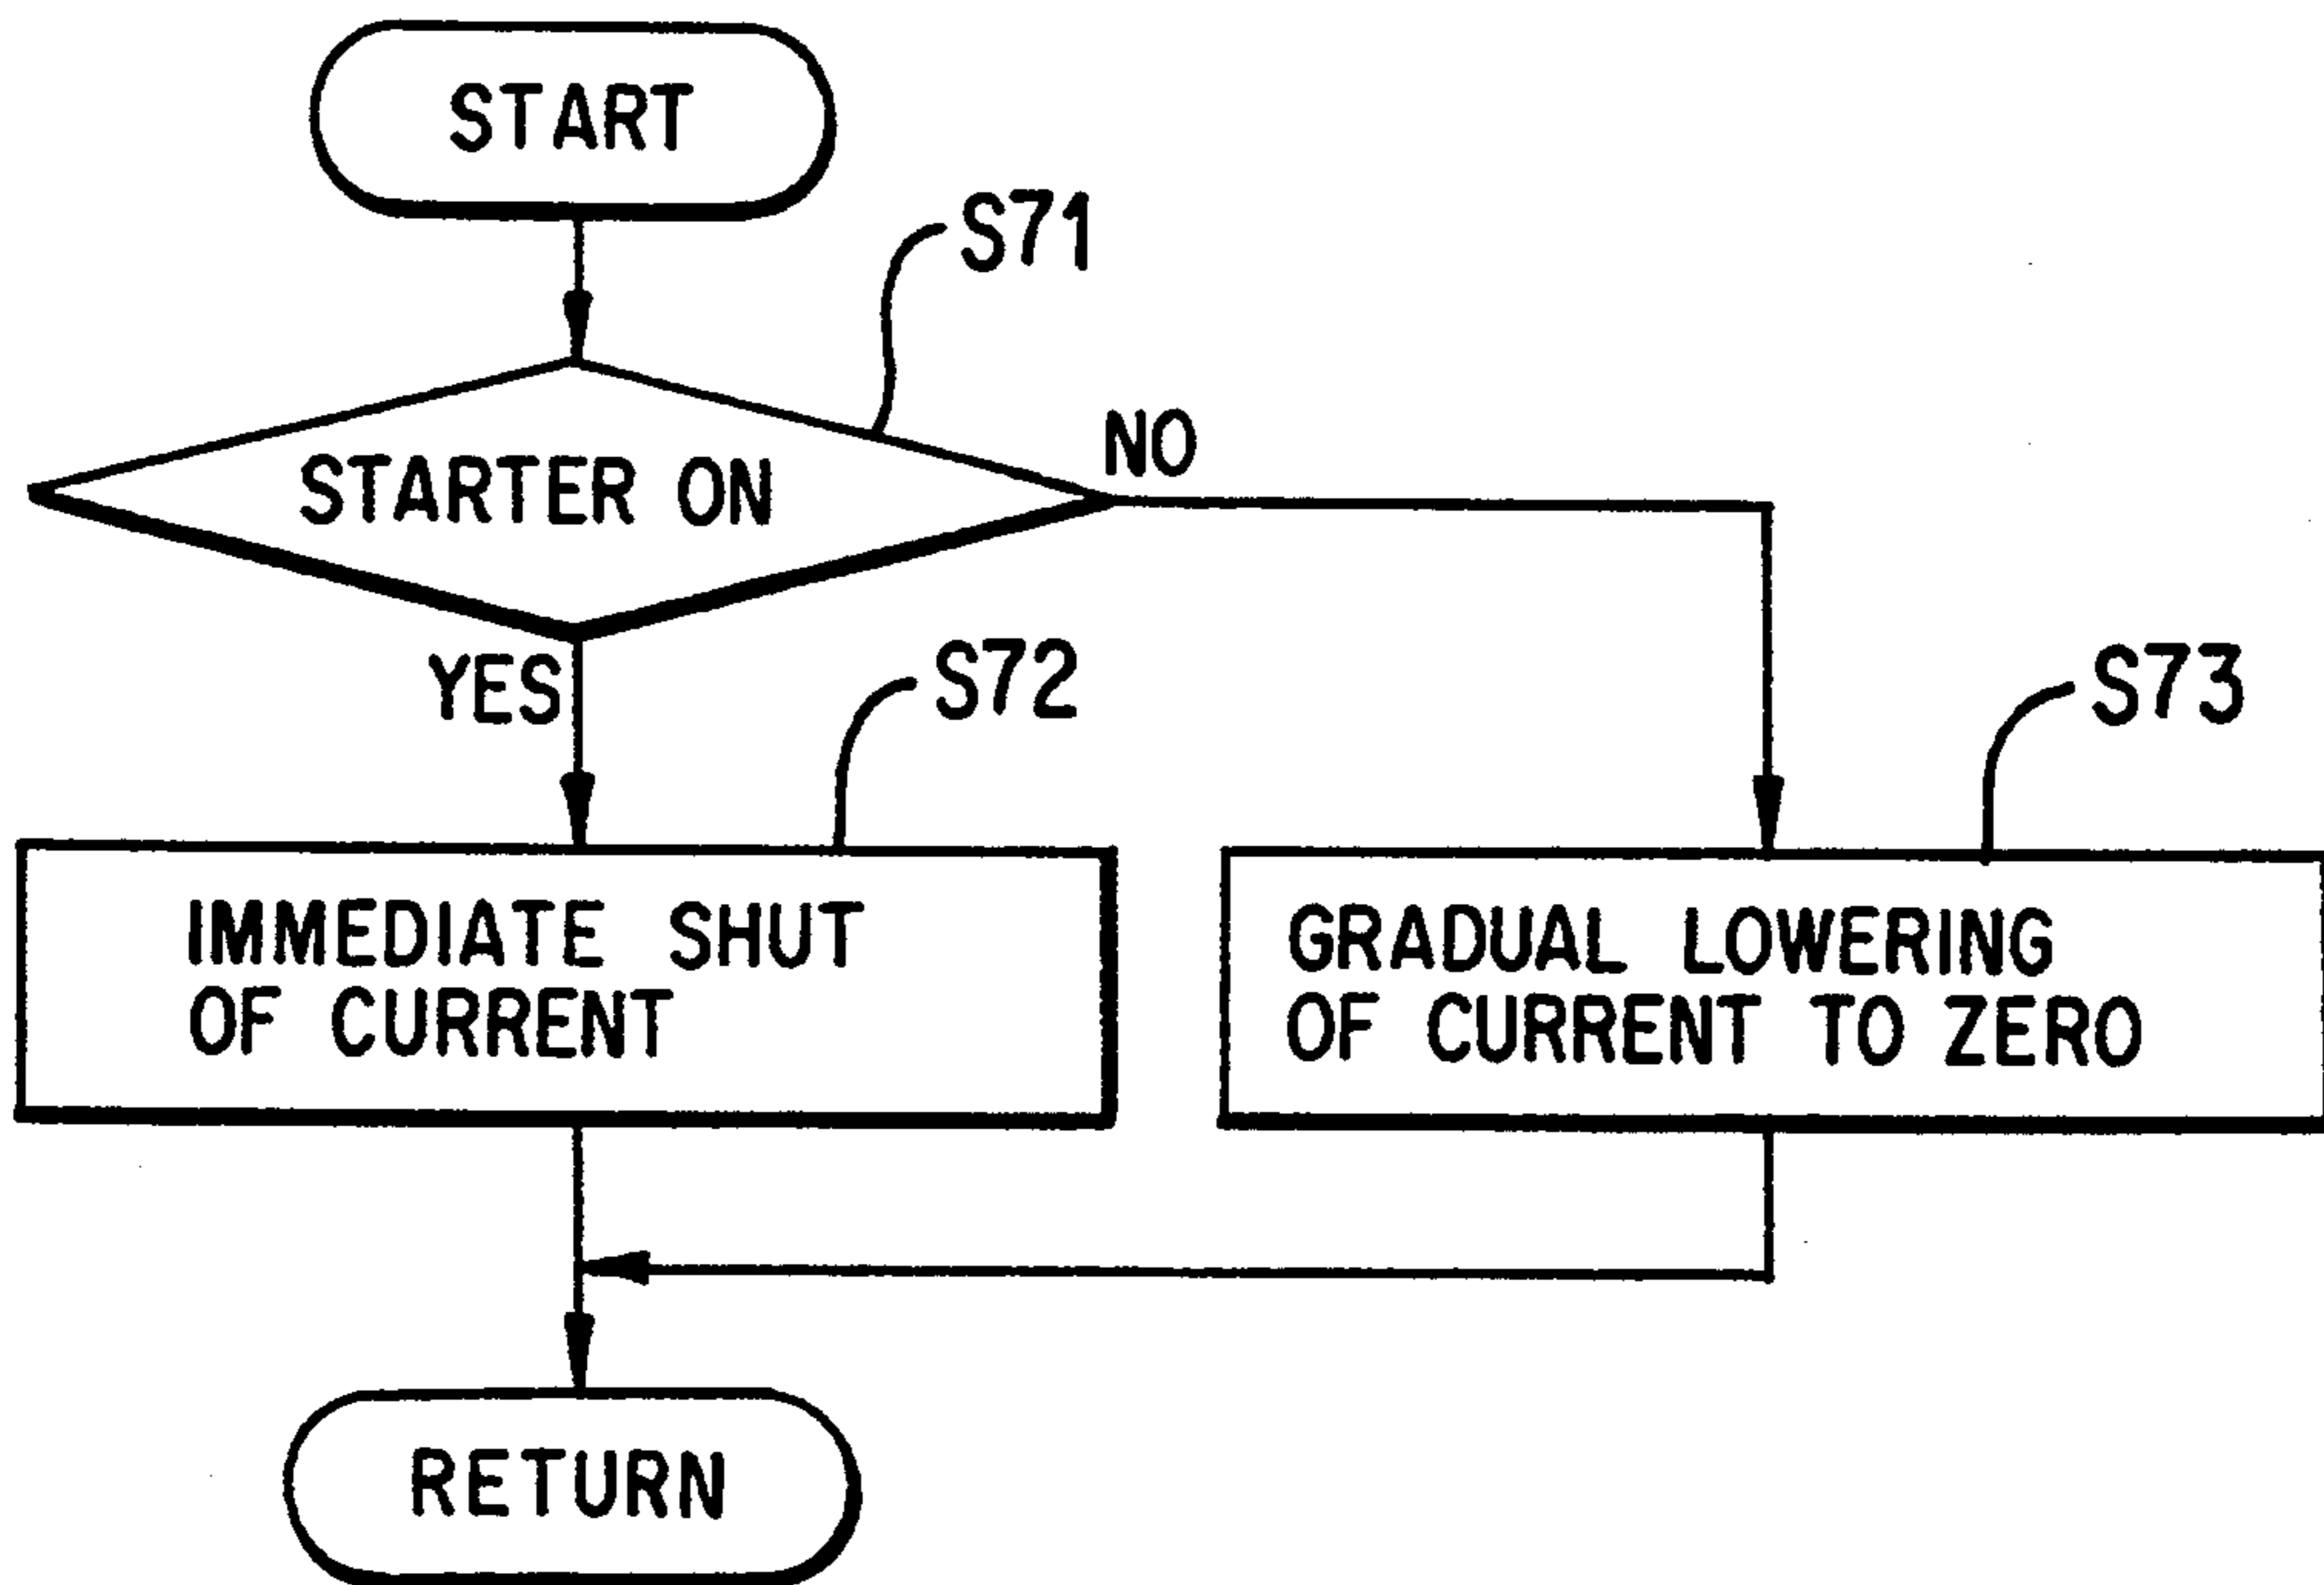 START
S71
STARTER ON
NO
YES
S72
S73
IMMEDIATE SHUT
OF CURRENT
GRADUAL LOWERING
OF CURRENT TO ZERO
RETURN